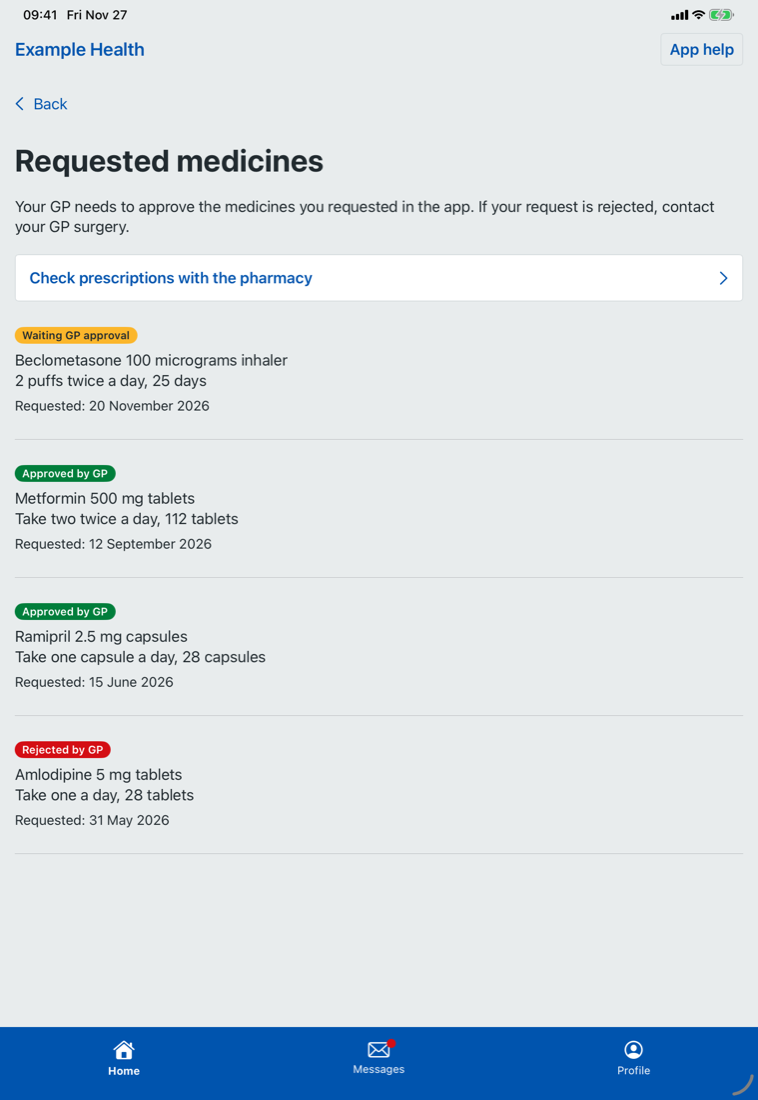 09:41 Fri Nov 27
Example Health
App help
Back
Requested medicines
Your GP needs to approve the medicines you requested in the app. If your request is rejected, contact
your GP surgery.
Check prescriptions with the pharmacy
Waiting GP approval
Beclometasone 100 micrograms inhaler
2 puffs twice a day, 25 days
Requested: 20 November 2026
Approved by GP
Metformin 500 mg tablets
Take two twice a day, 112 tablets
Requested: 12 September 2026
Approved by GP
Ramipril 2.5 mg capsules
Take one capsule a day, 28 capsules
Requested: 15 June 2026
Rejected by GP
Amlodipine 5 mg tablets
Take one a day, 28 tablets
Requested: 31 May 2026
Home
Messages
Profile